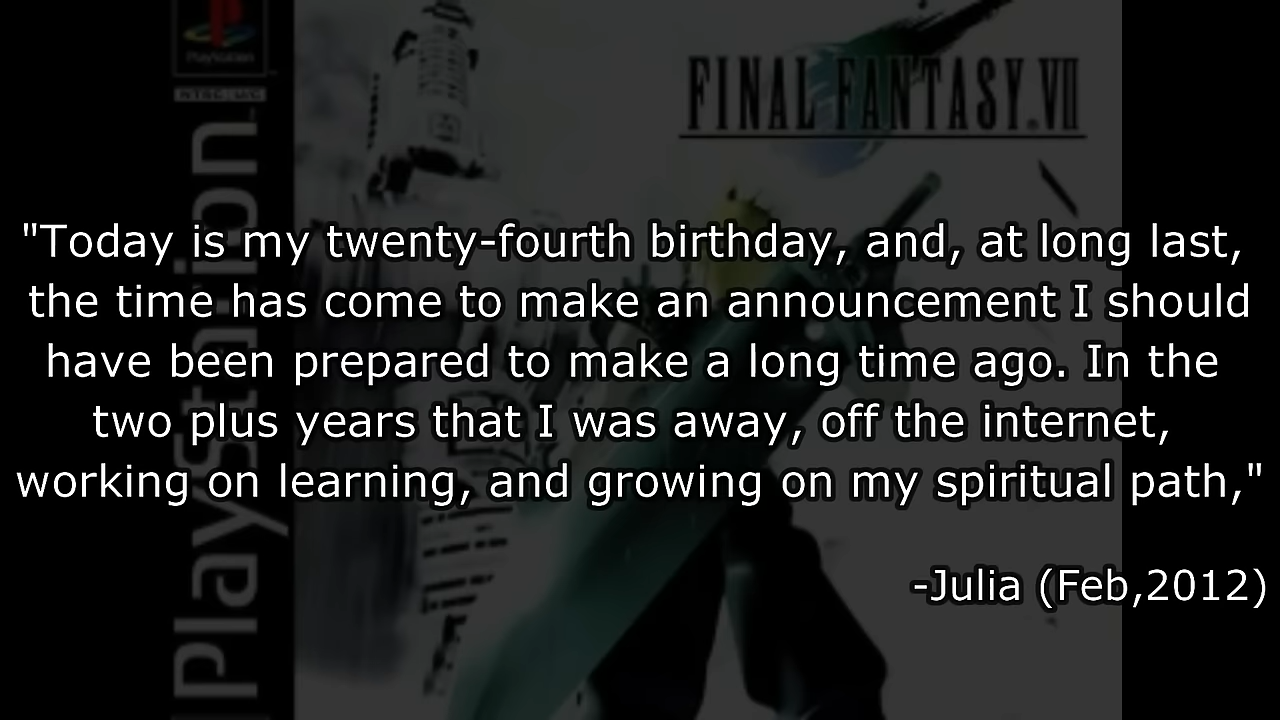 PlayStation
NTSC U/C
PlayStation
FINAL FANTASY.VII
"Today is my twenty-fourth birthday, and, at long last,
the time has come to make an announcement I should
have been prepared to make a long time ago. In the
two plus years that I was away, off the internet,
working on learning, and growing on my spiritual path,"
-Julia (Feb,2012)